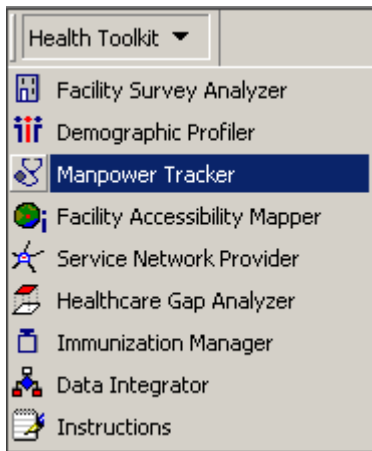 Health Toolkit
Facility Survey Analyzer
Demographic Profiler
Manpower Tracker
Facility Accessibility Mapper
Service Network Provider
Healthcare Gap Analyzer
Immunization Manager
Data Integrator
Instructions